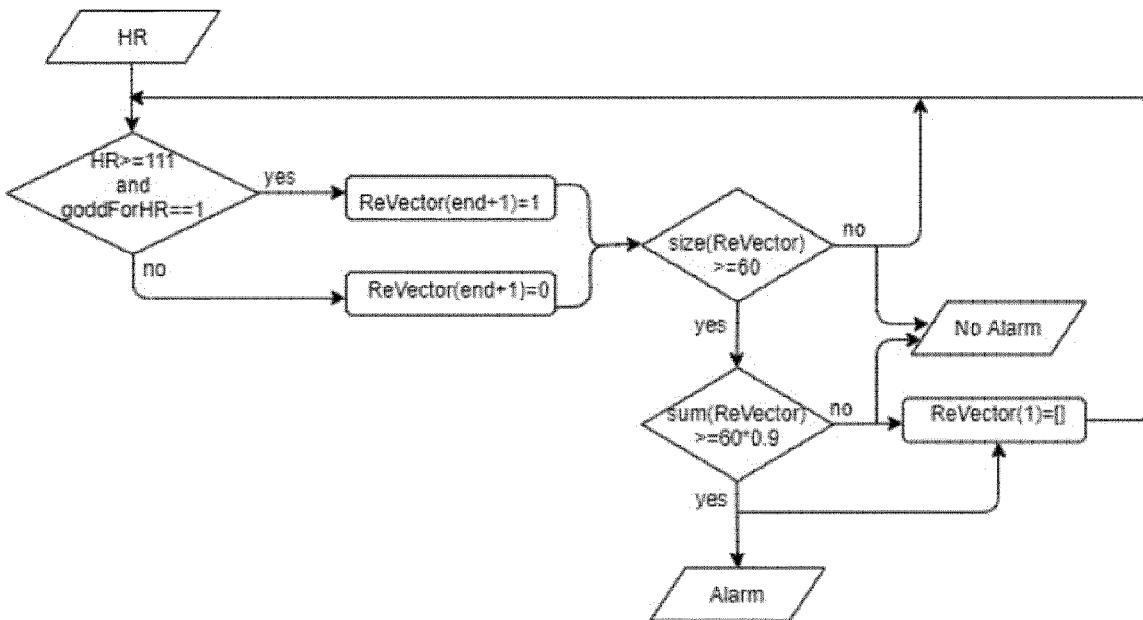 HR
HR>=111
and
goddForHR==1
yes
no
ReVector(end+1)=1
ReVector(end+1)=0
size(ReVector)
>=60
no
yes
No Alarm
sum(ReVector)
>=60*0.9
no
yes
ReVector(1)=[]
Alarm